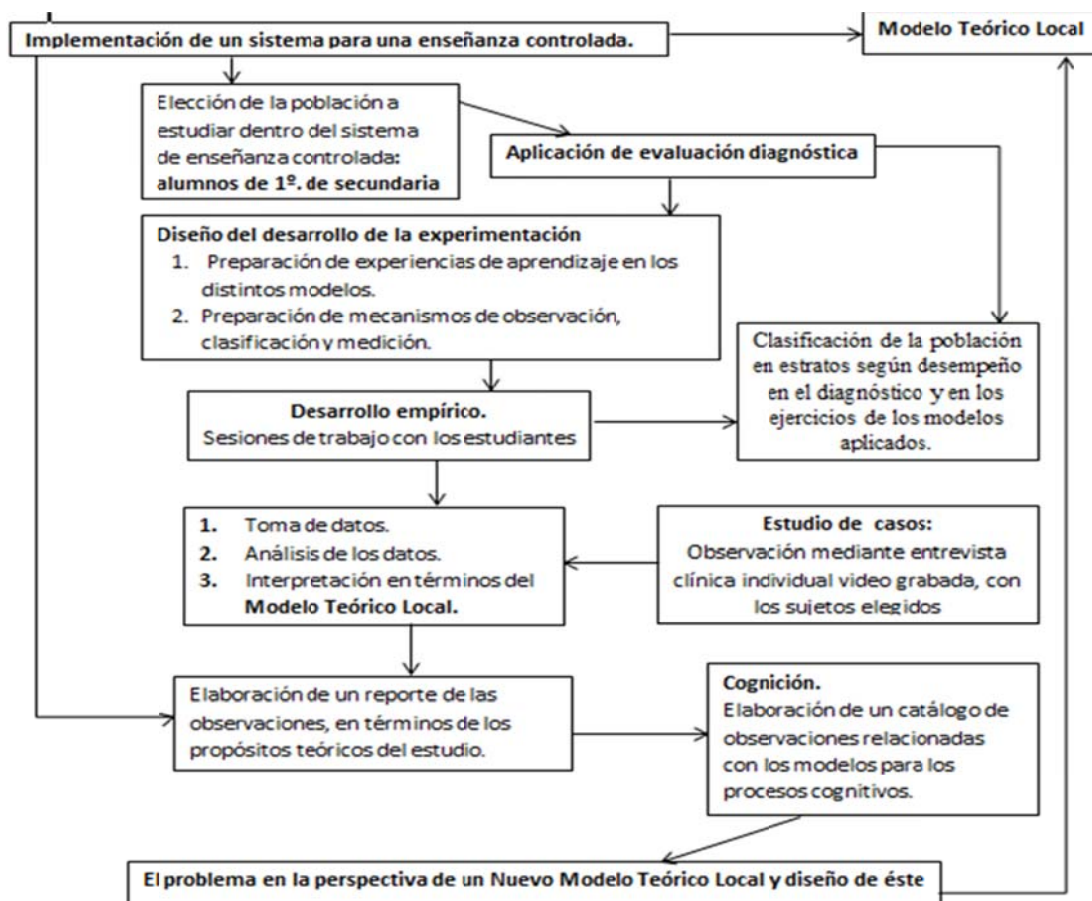 Implementación de un sistema para una enseñanza controlada.
Modelo Teórico Local
Elección de la población a
estudiar dentro del sistema
de enseñanza controlada:
alumnos de 1º. de secundaria
Aplicación de evaluación diagnóstica
Diseño del desarrollo de la experimentación
1. Preparación de experiencias de aprendizaje en los
distintos modelos.
2. Preparación de mecanismos de observación,
clasificación y medición.
Clasificación de la población
en estratos según desempeño
en el diagnóstico y en los
ejercicios de los modelos
aplicados.
Desarrollo empírico.
Sesiones de trabajo con los estudiantes
1. Toma de datos.
2. Análisis de los datos.
3. Interpretación en términos del
Modelo Teórico Local.
Estudio de casos:
Observación mediante entrevista
clínica individual video grabada, con
los sujetos elegidos
Elaboración de un reporte de las
observaciones, en términos de los
propósitos teóricos del estudio.
Cognición.
Elaboración de un catálogo de
observaciones relacionadas
con los modelos para los
procesos cognitivos.
El problema en la perspectiva de un Nuevo Modelo Teórico Local y diseño de éste